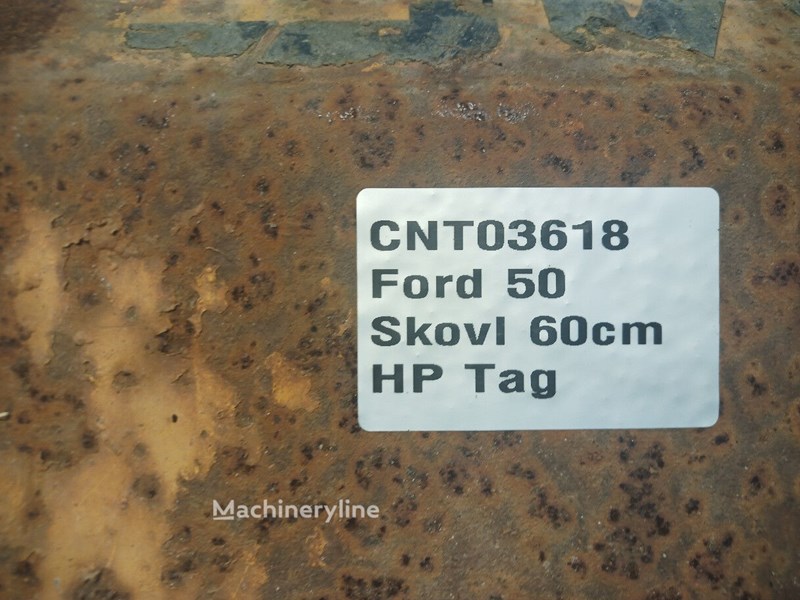 CNT03618
Ford 50
Skovl 60cm
HP Tag
Machineryline